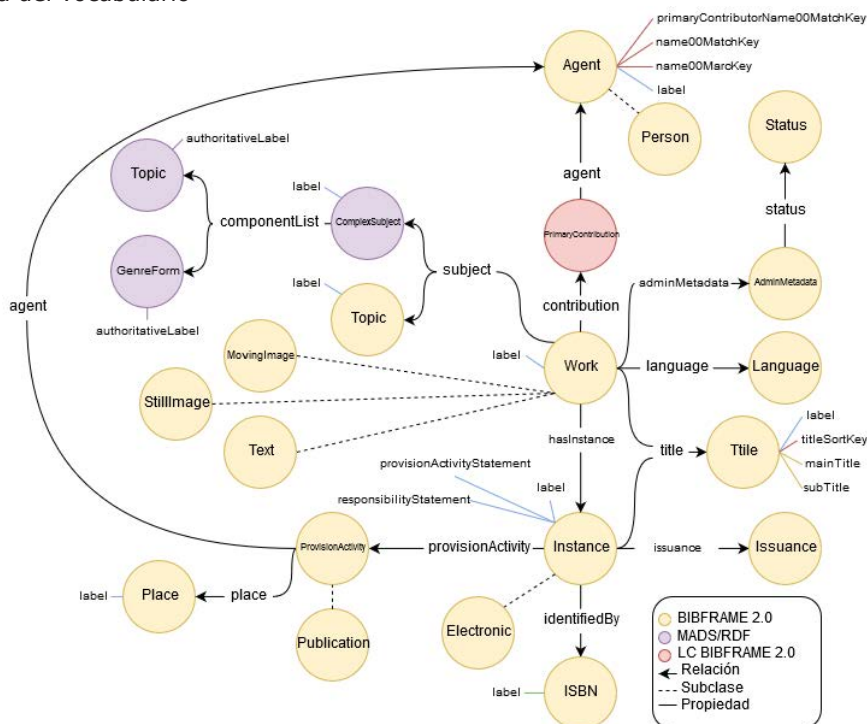 primaryContributorName00MatchKey
name00MatchKey
name00MarcKey
label
Agent
Person
Status
authoritativeLabel
Topic
label
agent
status
componentList
ComplexSubject
PrimaryContribution
GenreForm
subject
adminMetadata
AdminMetadata
label
contribution
agent
authoritativeLabel
Topic
MovingImage
label
Work
language
Language
StillImage
label
hasInstance
titleSortKey
Text
title
Ttile
mainTitle
provisionActivityStatement
subTitle
label
responsibilityStatement
ProvisionActivity
provisionActivity
Instance
issuance
Issuance
label
Place
place
BIBFRAME 2.0
Electronic
identifiedBy
MADS/RDF
Publication
LC BIBFRAME 2.0
Relación
label
ISBN
Subclase
Propiedad